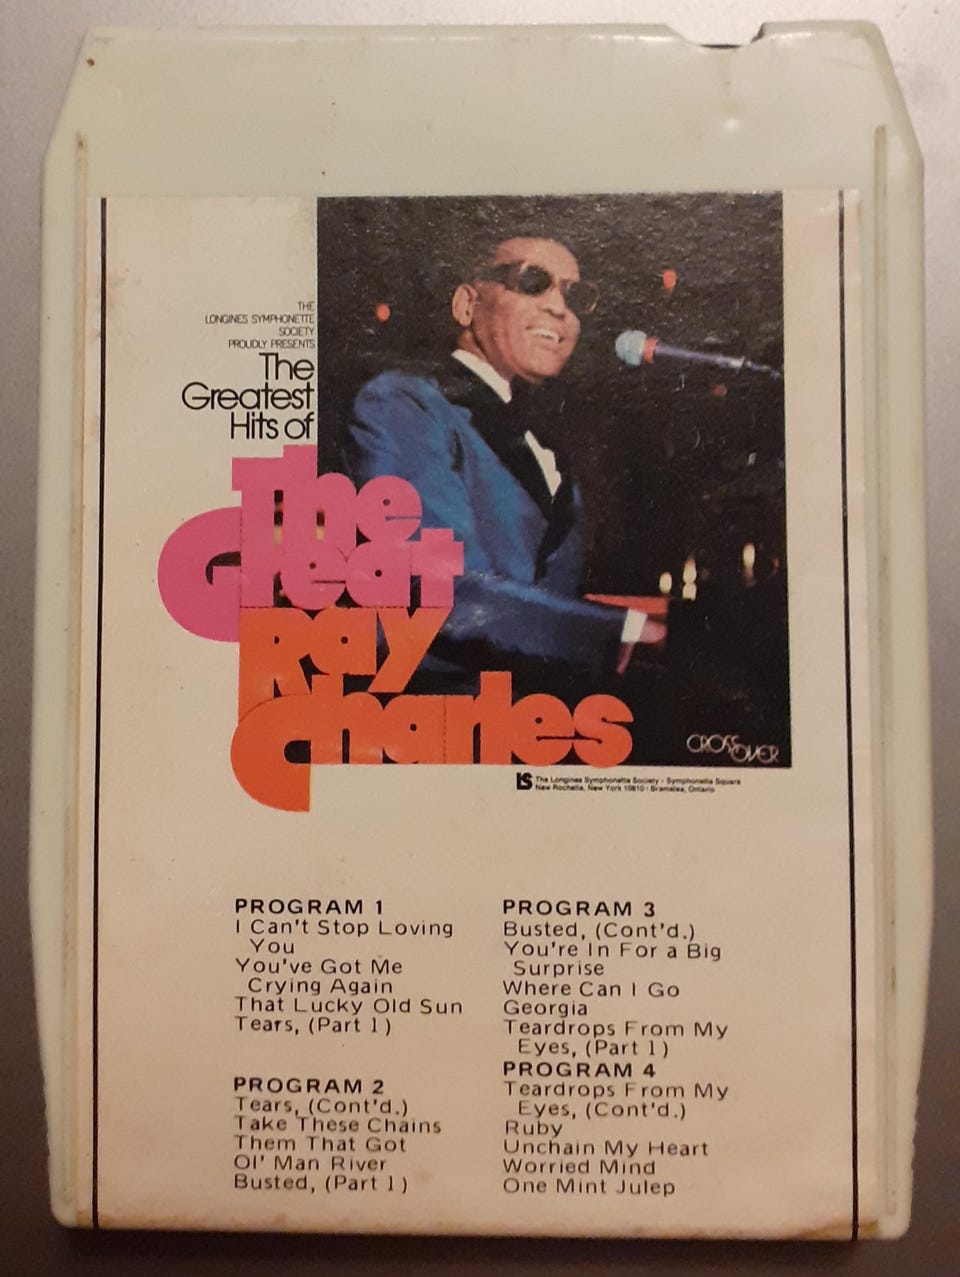 THE
LONGINES SYMPHONETTE
SOCIETY
PROUDLY PRESENTS
The
Greatest
Hits of
The
Great
Ray
Charles
CROSS
OVER
LS The Longines Symphonette Society - Symphonette Square
New Rochelle, New York 10810 - Bramalea, Ontario
PROGRAM 1
I Can't Stop Loving
You
You've Got Me
Crying Again
That Lucky Old Sun
Tears, (Part 1)
PROGRAM 2
Tears, (Cont'd.)
Take These Chains
Them That Got
Ol' Man River
Busted, (Part 1)
PROGRAM 3
Busted, (Cont'd.)
You're In For a Big
Surprise
Where Can I Go
Georgia
Teardrops From My
Eyes, (Part 1)
PROGRAM 4
Teardrops From My
Eyes, (Cont'd.)
Ruby
Unchain My Heart
Worried Mind
One Mint Julep